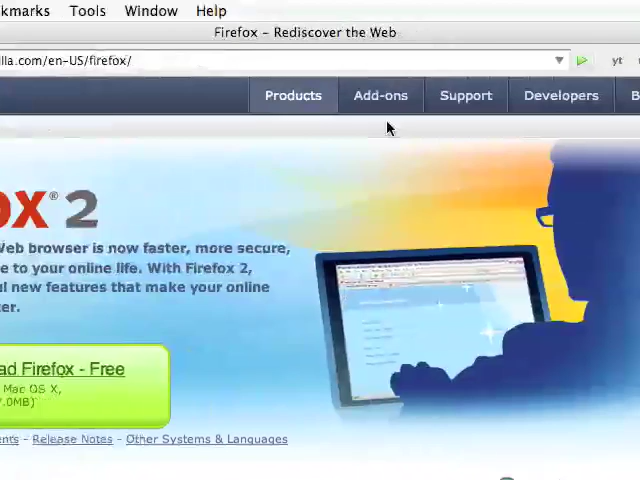 kmarks Tools Window Help
Firefox - Rediscover the Web
lla.com/en-US/firefox/ yt
Products Add-ons Support Developers B
ox® 2
Web browser is now faster, more secure,
e to your online life. With Firefox 2,
ul new features that make your online
ter.
ad Firefox - Free
Mac OS X,
7.0MB)
ents - Release Notes - Other Systems & Languages